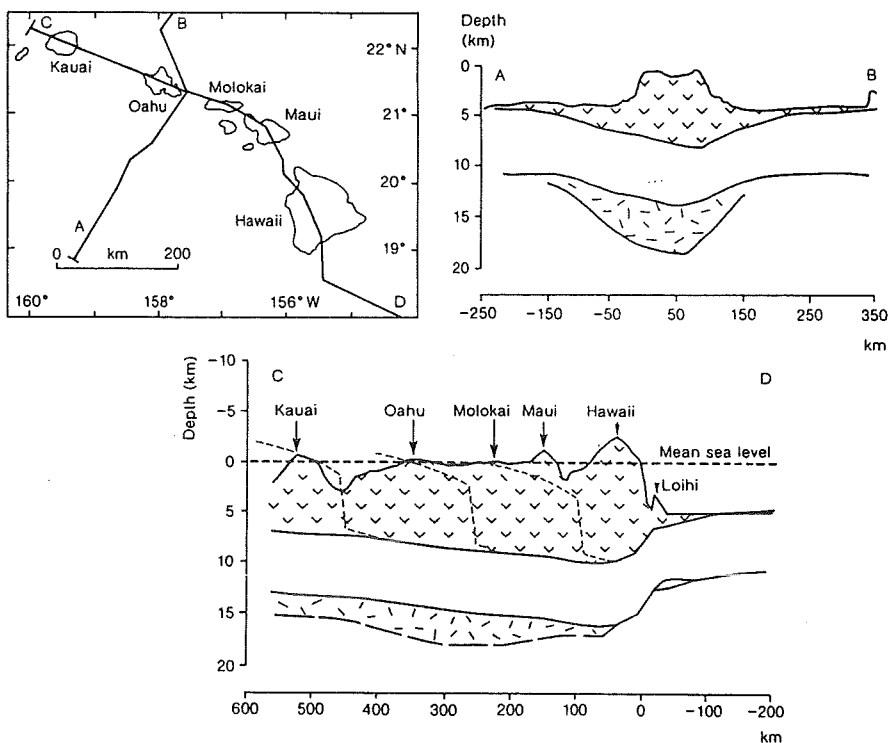 C
B
Kauai
Oahu
Molokai
Maui
Hawaii
A
D
0 km 200
22° N
21°
20°
19°
160° 158° 156° W
Depth
(km)
A
B
0
5
10
15
20
-250 -150 -50 50 150 250 350
km
Depth (km)
C
D
Kauai Oahu Molokai Maui Hawaii
Mean sea level
Loihi
-10
-5
0
5
10
15
20
600 500 400 300 200 100 0 -100 -200
km